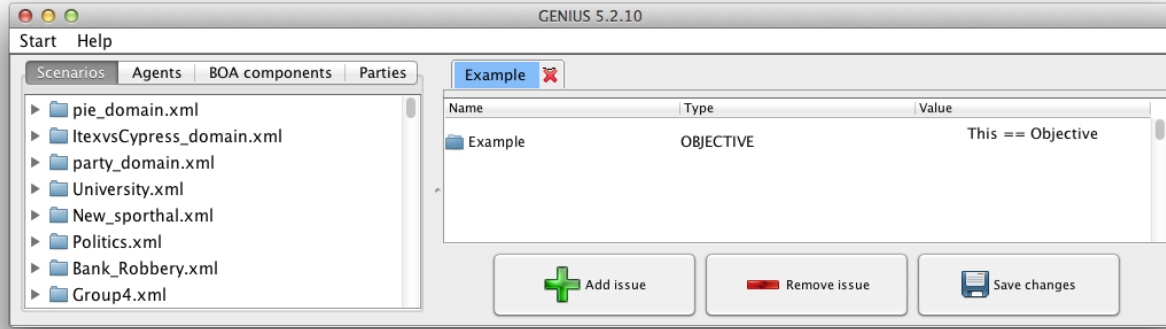 GENIUS 5.2.10
Start Help
Scenarios Agents BOA components Parties
pie_domain.xml
ItexvsCypress_domain.xml
party_domain.xml
University.xml
New_sporthal.xml
Politics.xml
Bank_Robbery.xml
Group4.xml
Example
Name Type Value
Example OBJECTIVE This == Objective
Add issue Remove issue Save changes